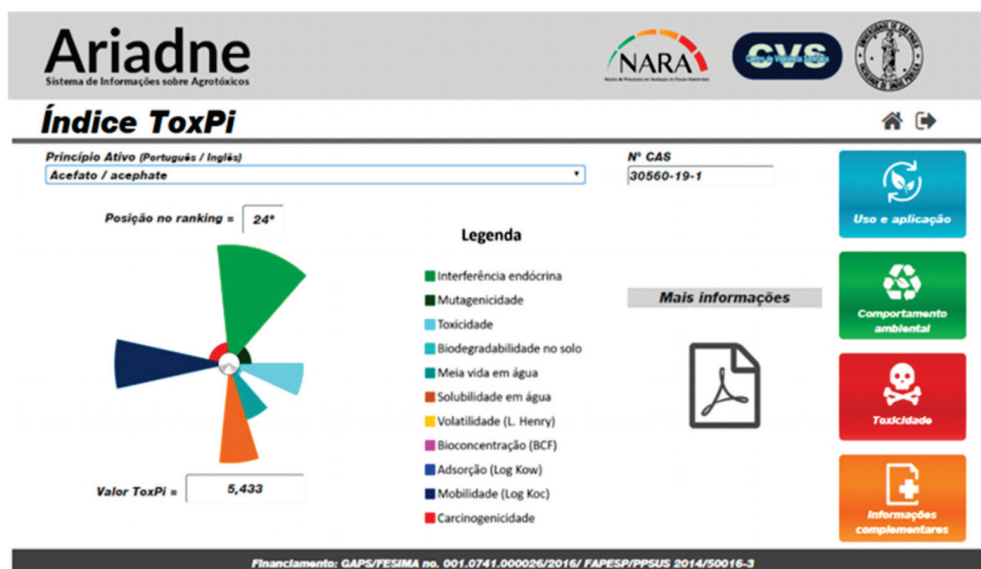 Ariadne
Sistema de Informações sobre Agrotóxicos
NARA
CVS
Índice ToxPi
Princípio Ativo (Português / Inglês)
Acefato / acephate
N° CAS
30560-19-1
Posição no ranking = 24°
Legenda
Interferência endócrina
Mutagenicidade
Toxicidade
Biodegradabilidade no solo
Meia vida em água
Solubilidade em água
Volatilidade (L. Henry)
Bioconcentração (BCF)
Adsorção (Log Kow)
Mobilidade (Log Koc)
Carcinogenicidade
Valor ToxPi = 5,433
Mais informações
Uso e aplicação
Comportamento
ambiental
Toxicidade
Informações
complementares
Financiamento: GAPS/FESIMA no. 001.0741.000026/2016/ FAPESP/PPSUS 2014/50016-3